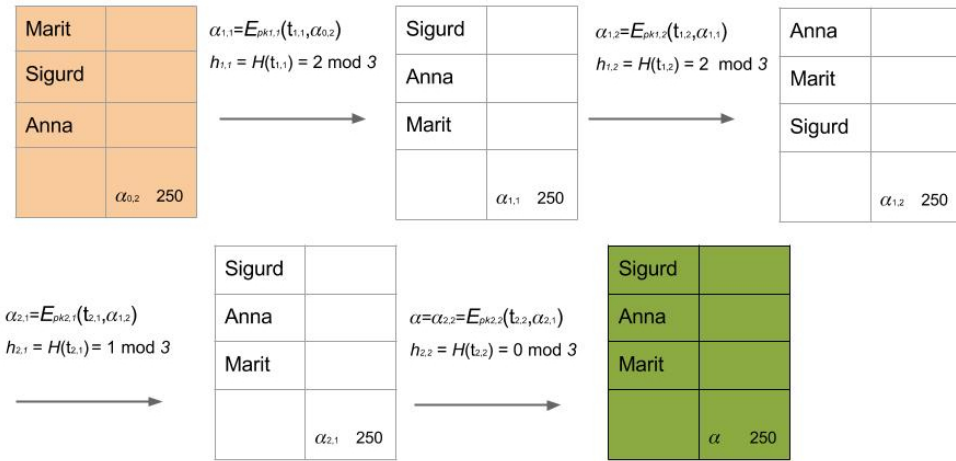 Marit
Sigurd
Anna
α0,2 250
α1,1=Epk1,1(t1,1,α0,2)
h1,1 = H(t1,1) = 2 mod 3
Sigurd
Anna
Marit
α1,1 250
α1,2=Epk1,2(t1,2,α1,1)
h1,2 = H(t1,2) = 2 mod 3
Anna
Marit
Sigurd
α1,2 250
α2,1=Epk2,1(t2,1,α1,2)
h2,1 = H(t2,1) = 1 mod 3
Sigurd
Anna
Marit
α2,1 250
α=α2,2=Epk2,2(t2,2,α2,1)
h2,2 = H(t2,2) = 0 mod 3
Sigurd
Anna
Marit
α 250